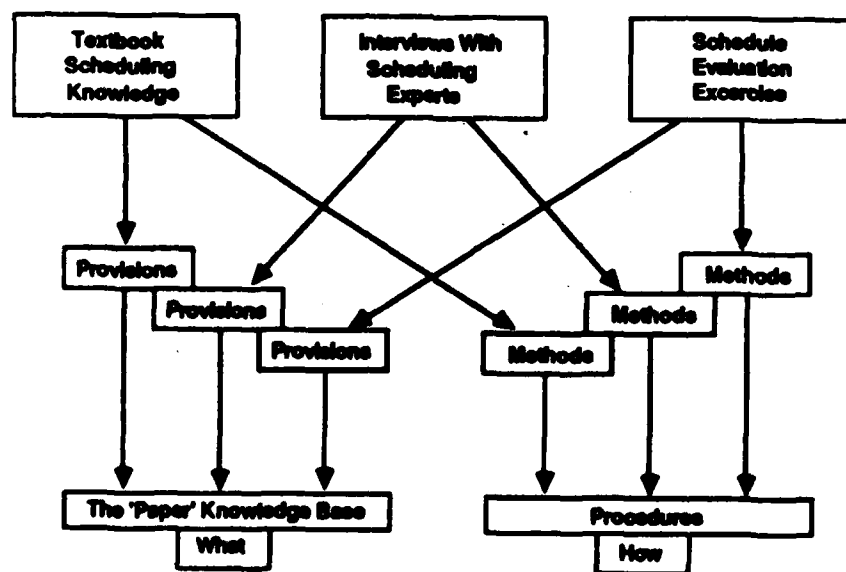 Textbook
Scheduling
Knowledge
Interviews With
Scheduling
Experts
Schedule
Evaluation
Excercise
Provisions
Provisions
Provisions
Methods
Methods
Methods
The 'Paper' Knowledge Base
What
Procedures
How